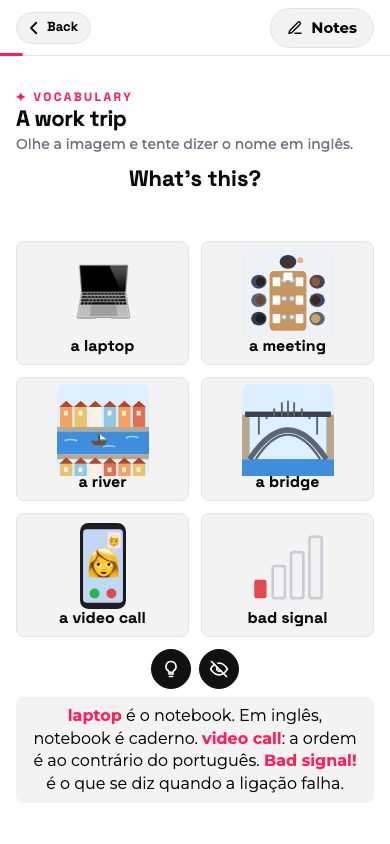 Back
Notes
VOCABULARY
A work trip
Olhe a imagem e tente dizer o nome em inglês.
What's this?
a laptop
a meeting
a river
a bridge
a video call
bad signal
laptop é o notebook. Em inglês,
notebook é caderno. video call: a ordem
é ao contrário do português. Bad signal!
é o que se diz quando a ligação falha.